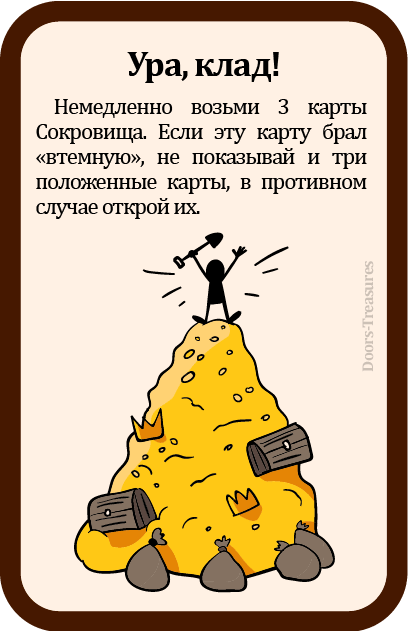 Ура, клад!
Немедленно возьми 3 карты
Сокровища. Если эту карту брал
«втемную», не показывай и три
положенные карты, в противном
случае открой их.
Doors-Treasures